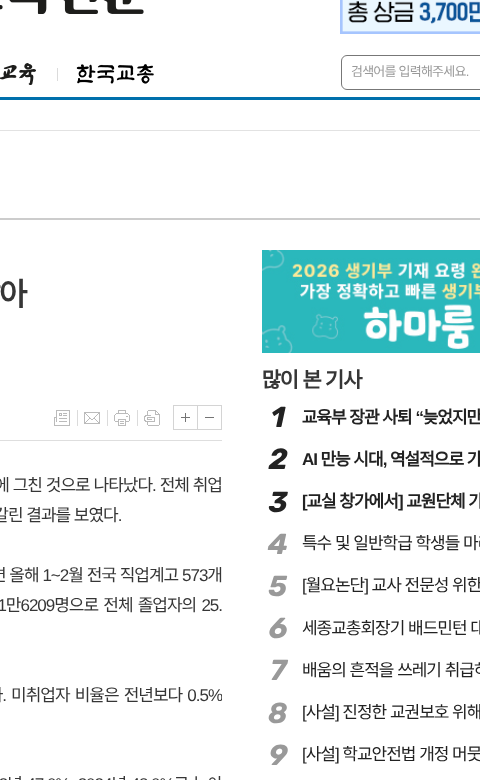 총 상금 3,700만
교육 한국교총
검색어를 입력해주세요.
2026 생기부 기재 요령
가장 정확하고 빠른 생기부
하마룸
아
많이 본 기사
1 교육부 장관 사퇴 “늦었지만
2 AI 만능 시대, 역설적으로
3 [교실 창가에서] 교원단체
4 특수 및 일반학급 학생들
5 [월요논단] 교사 전문성 위한
6 세종교총회장기 배드민턴
7 배움의 흔적을 쓰레기
8 [사설] 진정한 교권보호 위해
9 [사설] 학교안전법 개정
에 그친 것으로 나타났다. 전체 취업
갈린 결과를 보였다.
면 올해 1~2월 전국 직업계고 573개
1만6209명으로 전체 졸업자의 25.
다. 미취업자 비율은 전년보다 0.5%